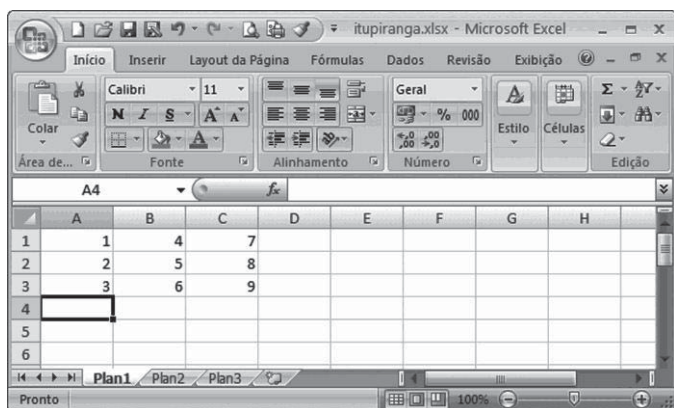 itupiranga.xlsx - Microsoft Excel
Início Inserir Layout da Página Fórmulas Dados Revisão Exibição
Calibri 11 Geral
N I S A A % 000
Colar Estilo Células
Área de... Fonte Alinhamento Número Edição
A4 fx
A B C D E F G H
1 1 4 7
2 2 5 8
3 3 6 9
4
5
6
Plan1 Plan2 Plan3
Pronto 100%